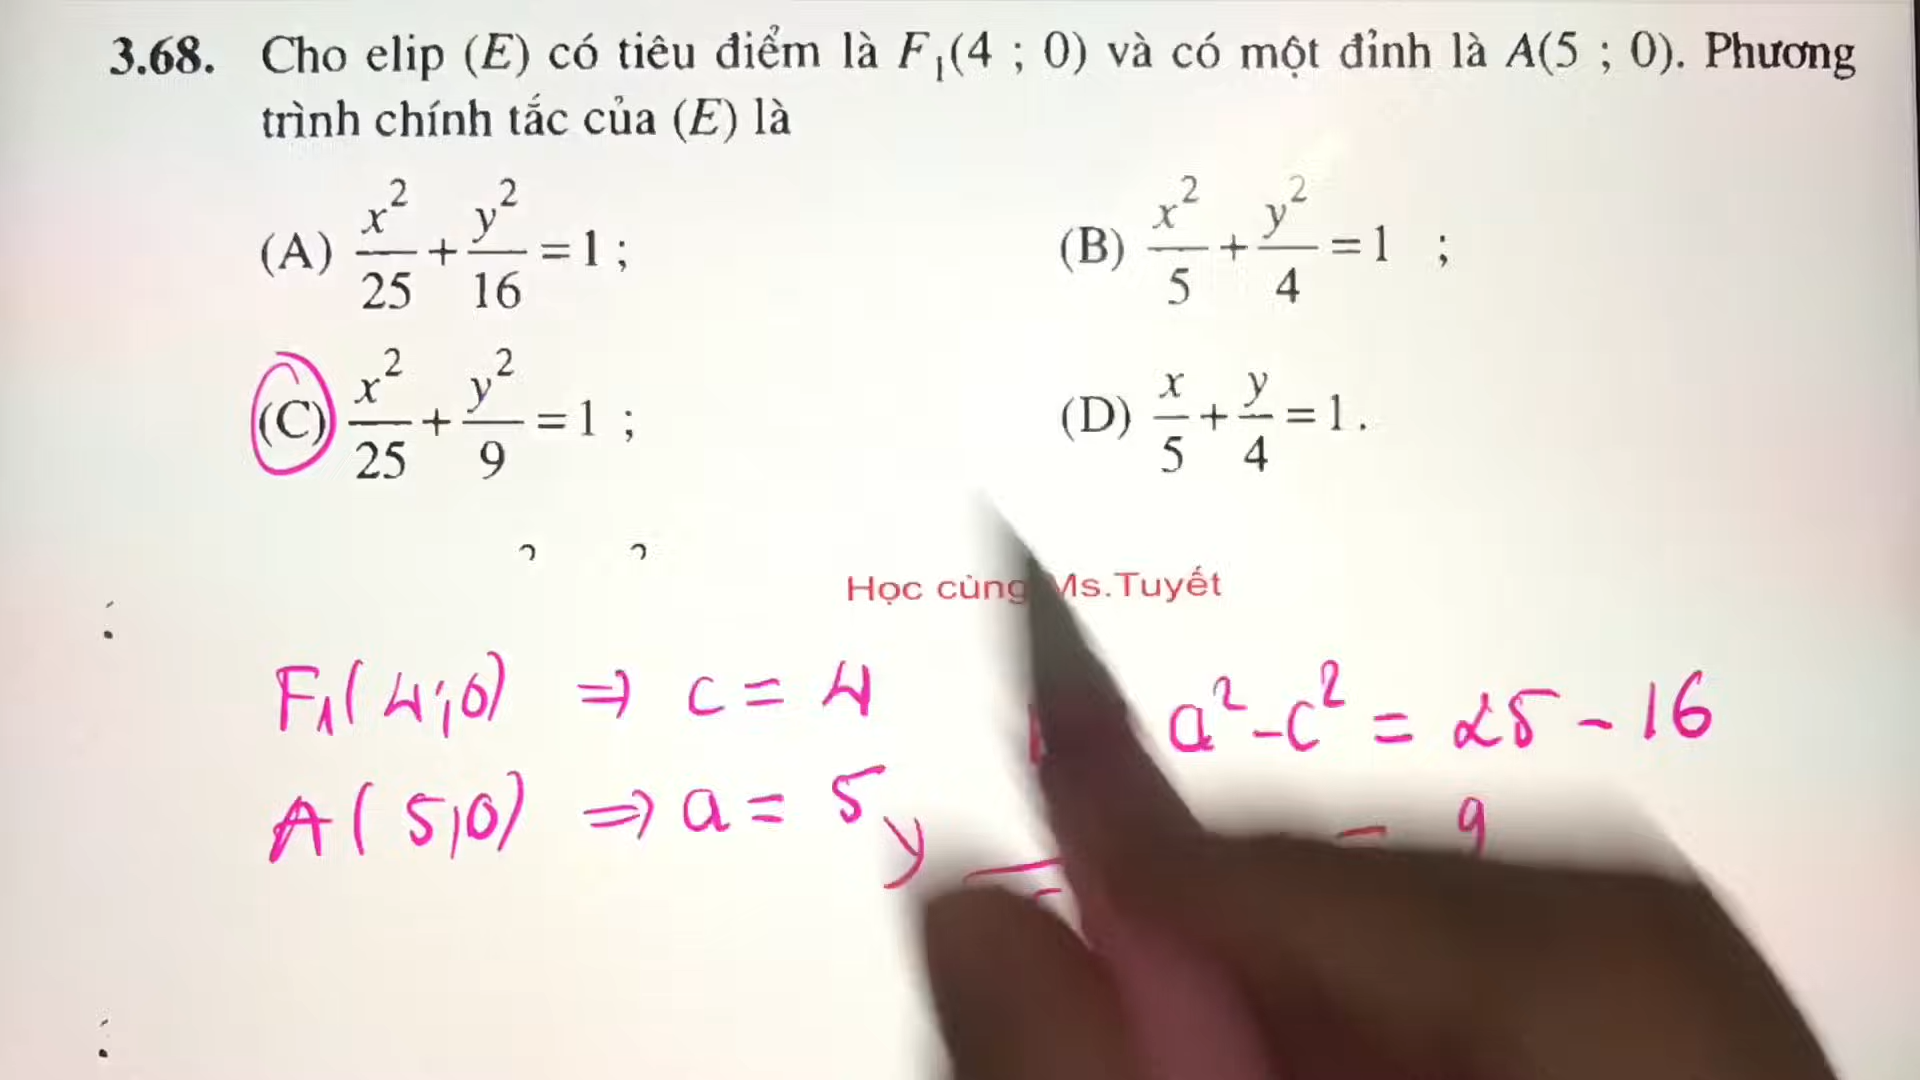 3.68. Cho elip (E) có tiêu điểm là F₁(4 ; 0) và có một đỉnh là A(5 ; 0). Phương
trình chính tắc của (E) là
(A) x²/25 + y²/16 = 1 ;
(B) x²/5 + y²/4 = 1 ;
(C) x²/25 + y²/9 = 1 ;
(D) x/5 + y/4 = 1 .
Học cùng Ms.Tuyết
F₁(4;0) ⇒ c = 4
a² - c² = 25 - 16
A(5;0) ⇒ a = 5
= 9
y